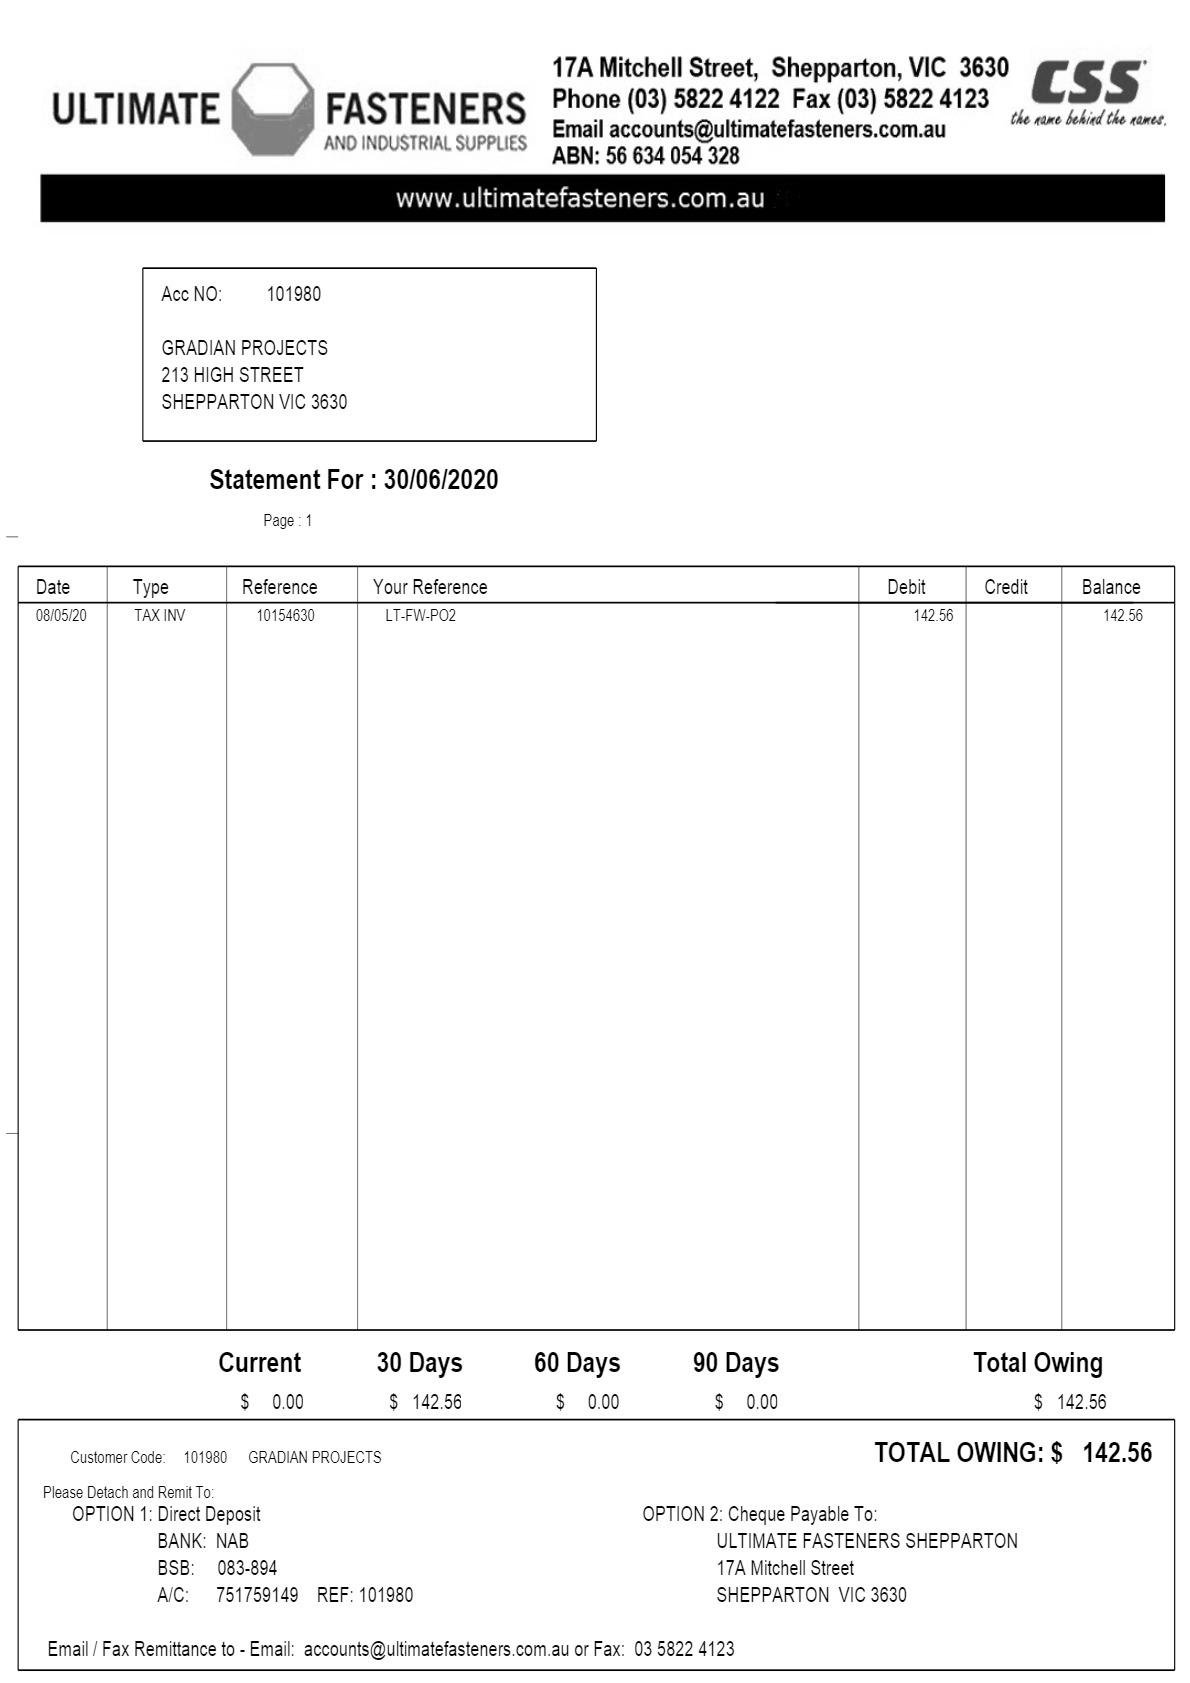 ULTIMATE FASTENERS
AND INDUSTRIAL SUPPLIES
17A Mitchell Street, Shepparton, VIC 3630
Phone (03) 5822 4122 Fax (03) 5822 4123
Email accounts@ultimatefasteners.com.au
ABN: 56 634 054 328
CSS
the name behind the names.
www.ultimatefasteners.com.au
Acc NO: 101980
GRADIAN PROJECTS
213 HIGH STREET
SHEPPARTON VIC 3630
Statement For : 30/06/2020
Page : 1
Date Type Reference Your Reference Debit Credit Balance
08/05/20 TAX INV 10154630 LT-FW-PO2 142.56 142.56
Current 30 Days 60 Days 90 Days Total Owing
$ 0.00 $ 142.56 $ 0.00 $ 0.00 $ 142.56
Customer Code: 101980 GRADIAN PROJECTS TOTAL OWING: $ 142.56
Please Detach and Remit To:
OPTION 1: Direct Deposit OPTION 2: Cheque Payable To:
BANK: NAB ULTIMATE FASTENERS SHEPPARTON
BSB: 083-894 17A Mitchell Street
A/C: 751759149 REF: 101980 SHEPPARTON VIC 3630
Email / Fax Remittance to - Email: accounts@ultimatefasteners.com.au or Fax: 03 5822 4123